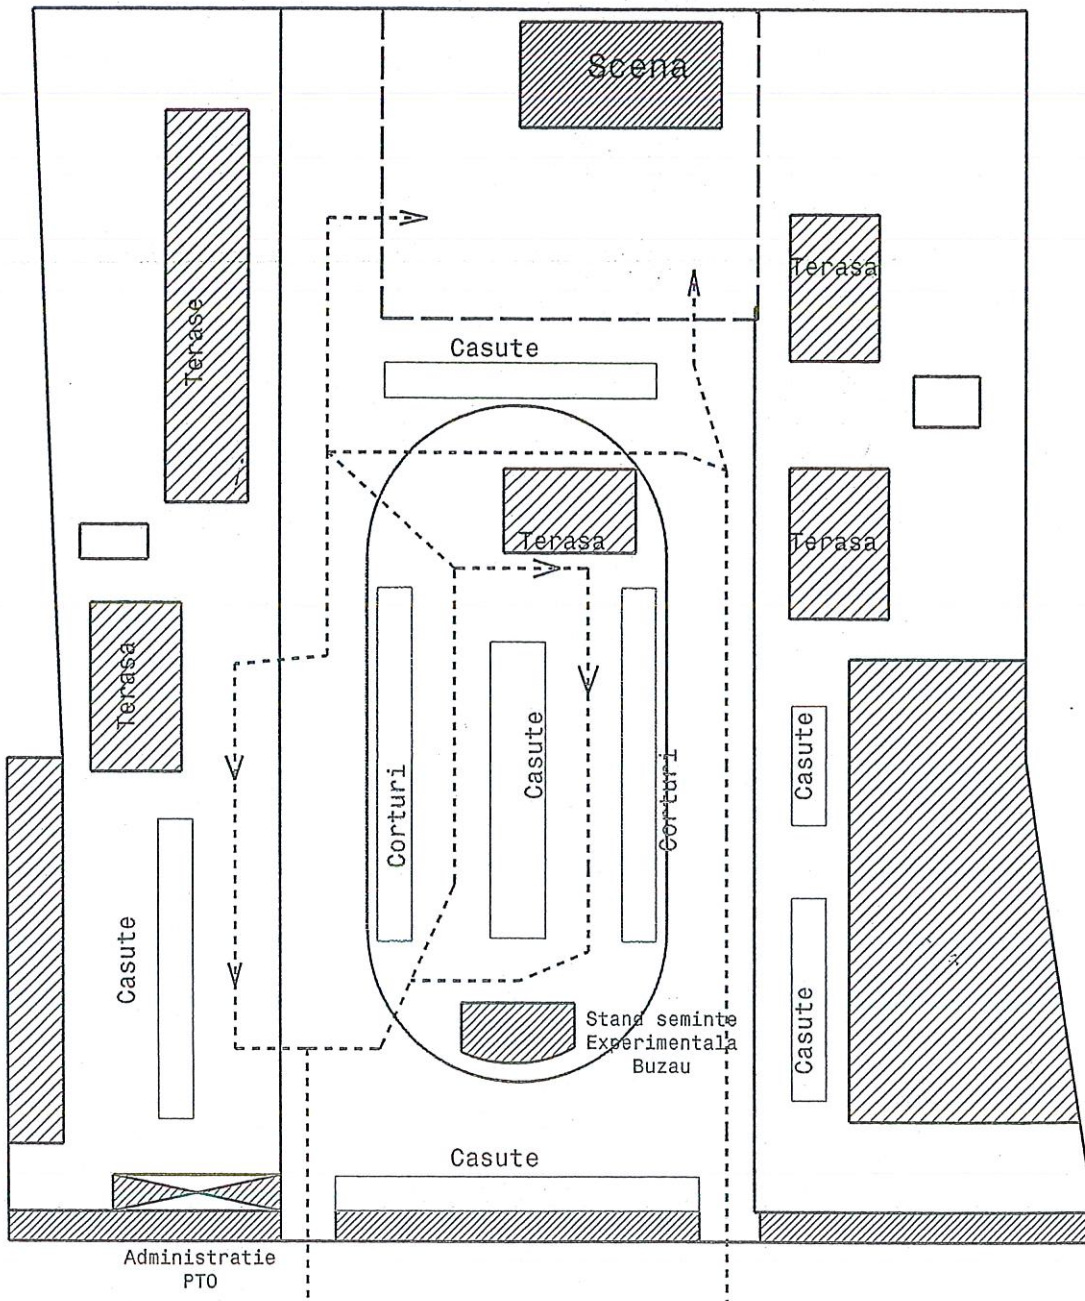 Scena
Terase
Terasa
Casute
Terasa
Terasa
Terasa
Corturi
Casute
Corturi
Casute
Casute
Casute
Stand seminte
Experimentala
Buzau
Casute
Administratie
PTO